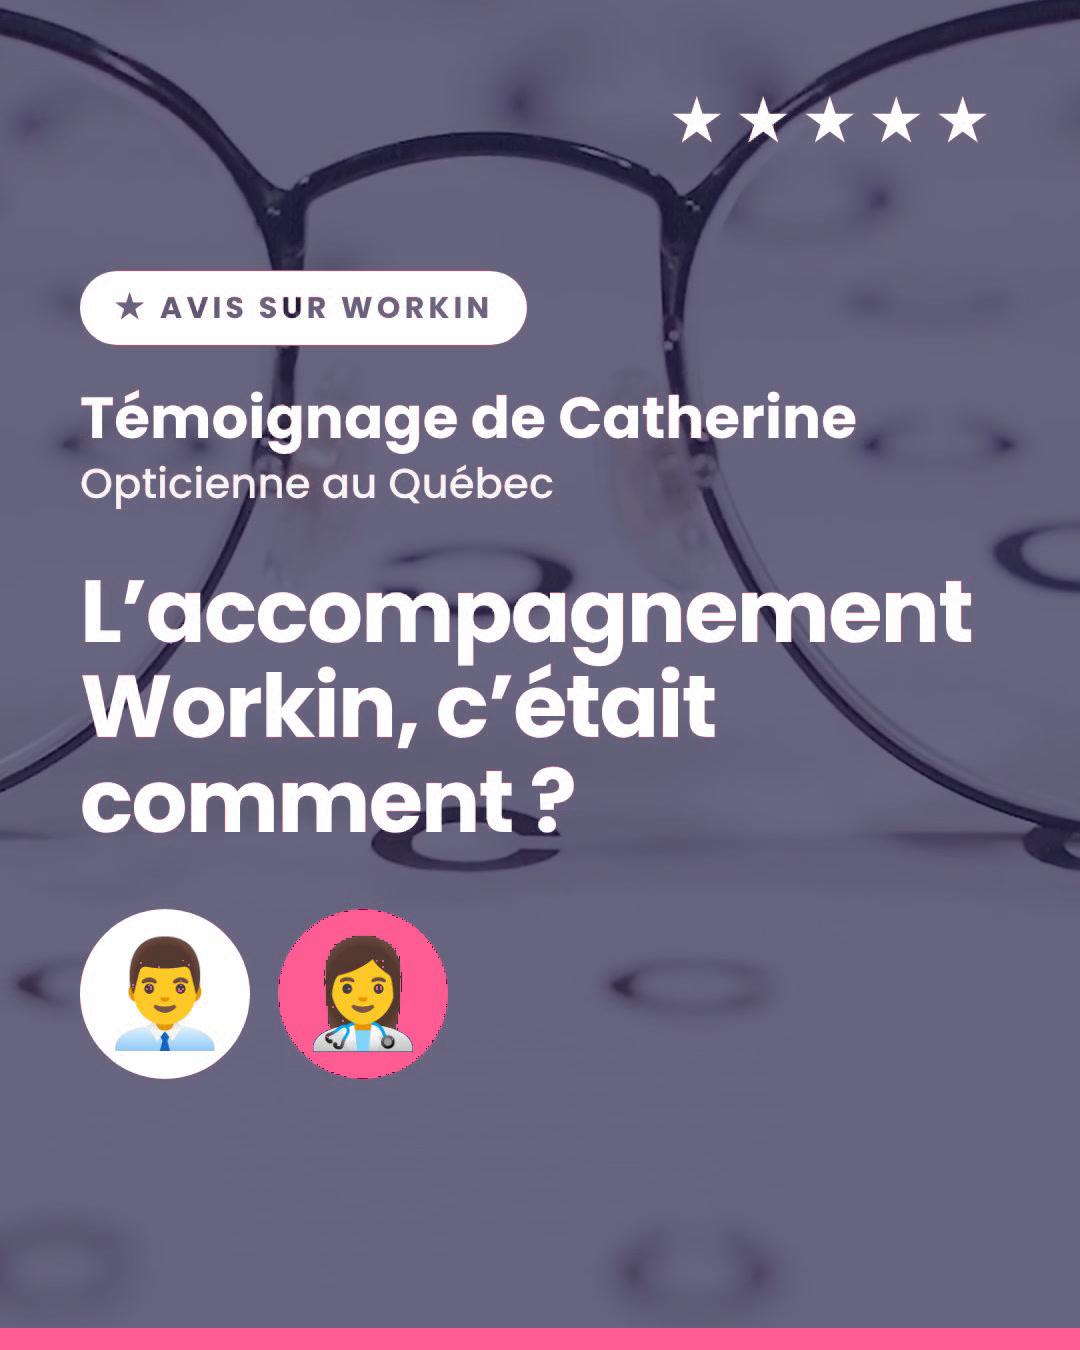 ★ AVIS SUR WORKIN
Témoignage de Catherine
Opticienne au Québec
L’accompagnement
Workin, c’était
comment ?